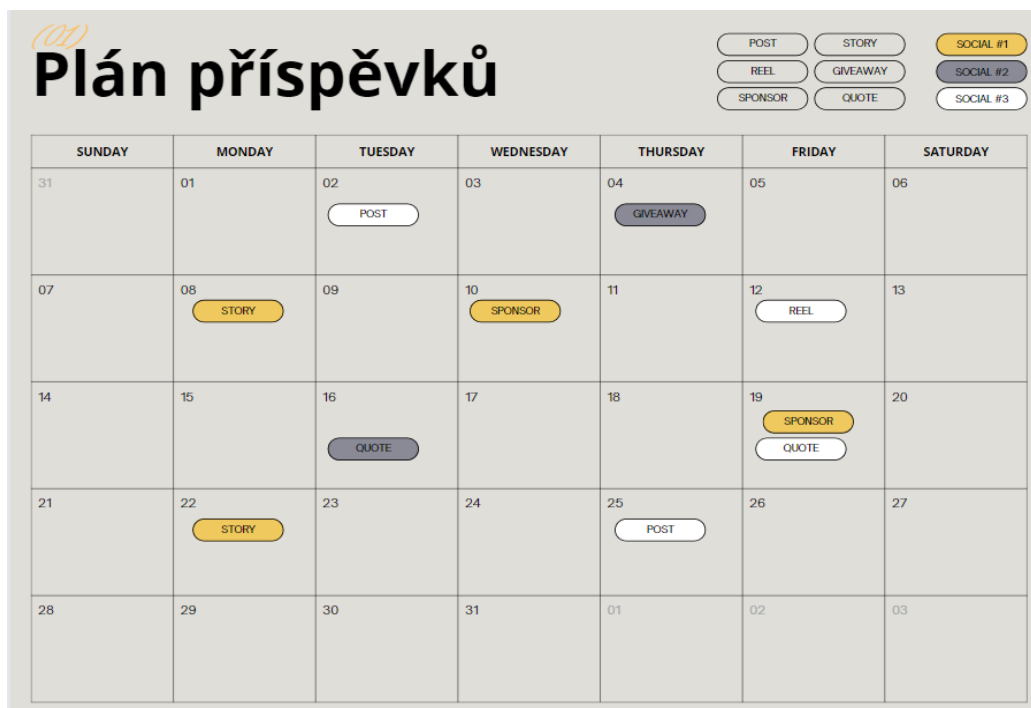 (01)
Plán příspěvků
POST STORY SOCIAL #1
REEL GIVEAWAY SOCIAL #2
SPONSOR QUOTE SOCIAL #3
SUNDAY MONDAY TUESDAY WEDNESDAY THURSDAY FRIDAY SATURDAY
31 01 02 03 04 05 06
POST GIVEAWAY
07 08 09 10 11 12 13
STORY SPONSOR REEL
14 15 16 17 18 19 20
SPONSOR
QUOTE QUOTE
21 22 23 24 25 26 27
STORY POST
28 29 30 31 01 02 03